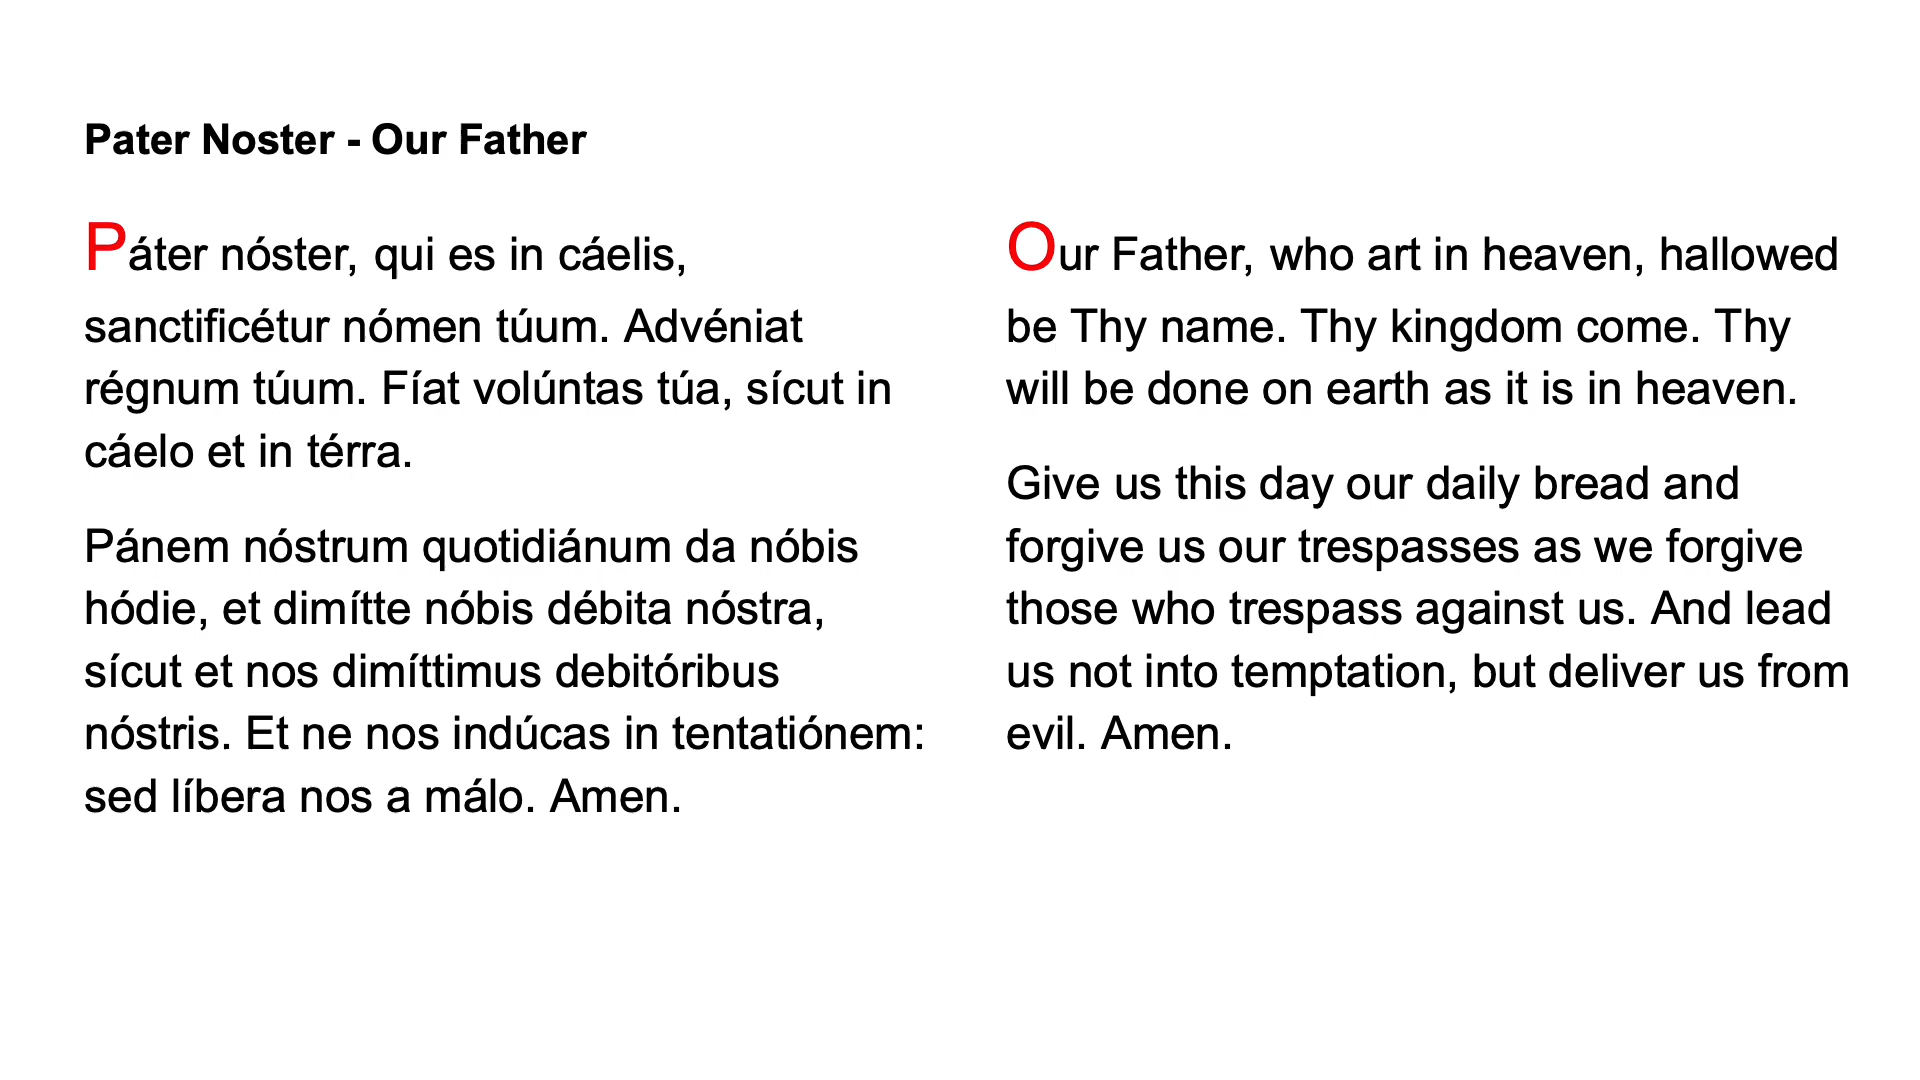 Pater Noster - Our Father
Páter nóster, qui es in cáelis,
sanctificétur nómen túum. Advéniat
régnum túum. Fíat volúntas túa, sícut in
cáelo et in térra.
Pánem nóstrum quotidiánum da nóbis
hódie, et dimítte nóbis débita nóstra,
sícut et nos dimíttimus debitóribus
nóstris. Et ne nos indúcas in tentatiónem:
sed líbera nos a málo. Amen.
Our Father, who art in heaven, hallowed
be Thy name. Thy kingdom come. Thy
will be done on earth as it is in heaven.
Give us this day our daily bread and
forgive us our trespasses as we forgive
those who trespass against us. And lead
us not into temptation, but deliver us from
evil. Amen.